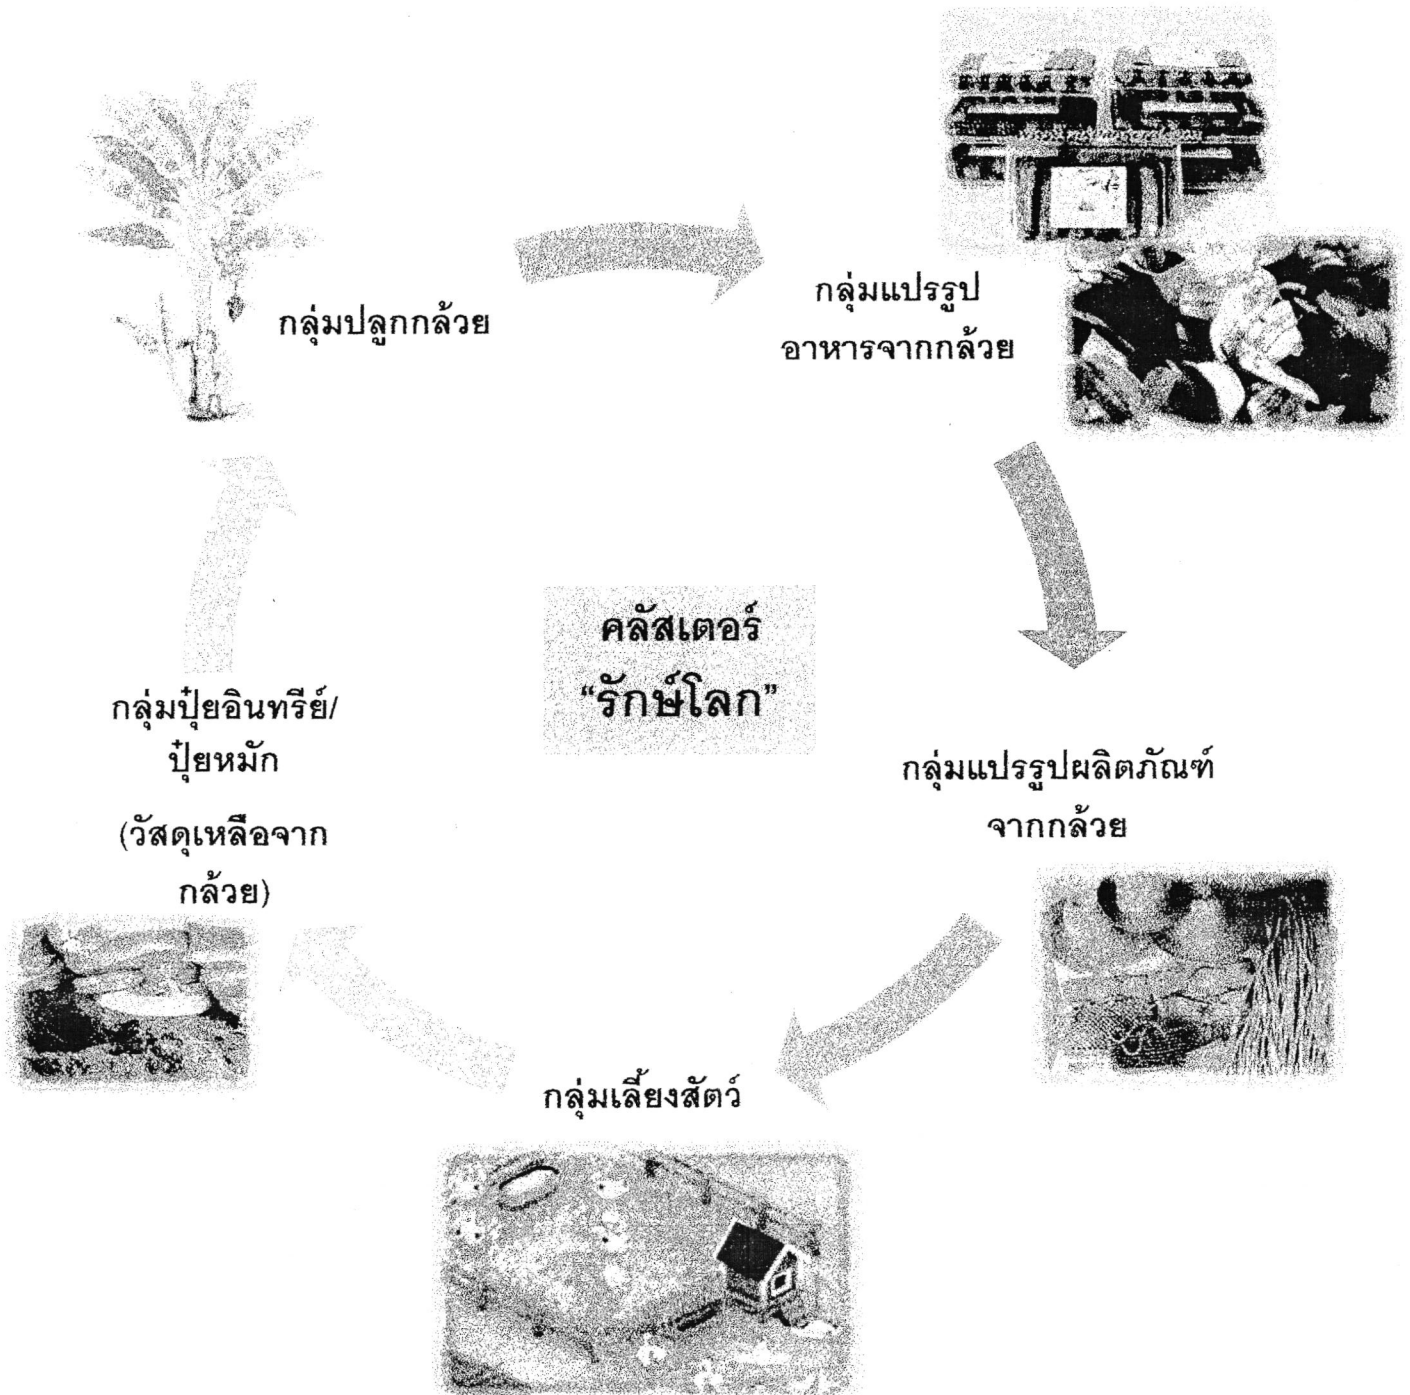 กลุ่มปลูกกล้วย
กลุ่มแปรรูป
อาหารจากกล้วย
คลัสเตอร์
“รักษ์โลก”
กลุ่มแปรรูปผลิตภัณฑ์
จากกล้วย
กลุ่มเลี้ยงสัตว์
กลุ่มปุ๋ยอินทรีย์/
ปุ๋ยหมัก
(วัสดุเหลือจาก
กล้วย)